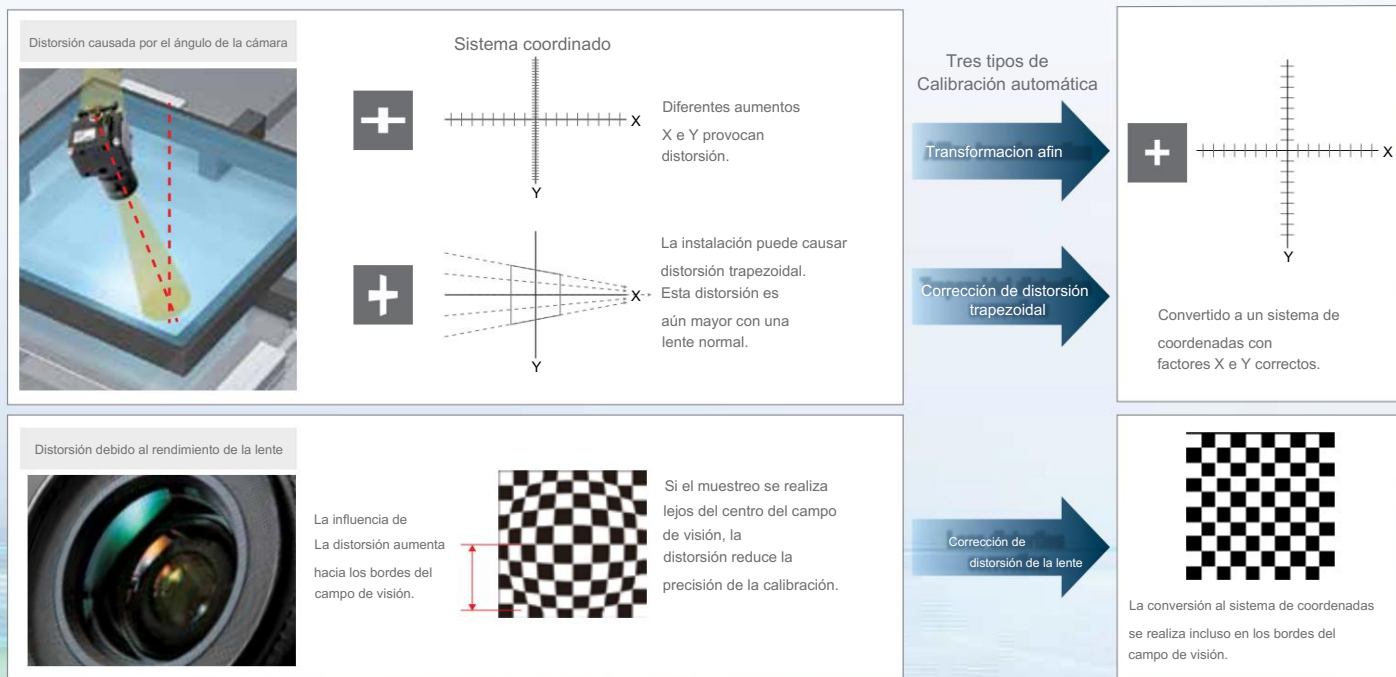 Distorsión causada por el ángulo de la cámara
Sistema coordinado
X
Y
Diferentes aumentos
X e Y provocan
distorsión.
X
Y
La instalación puede causar
distorsión trapezoidal.
Esta distorsión es
aún mayor con una
lente normal.
Tres tipos de
Calibración automática
Transformacion afin
Corrección de distorsión
trapezoidal
X
Y
Convertido a un sistema de
coordenadas con
factores X e Y correctos.
Distorsión debido al rendimiento de la lente
La influencia de
La distorsión aumenta
hacia los bordes del
campo de visión.
Si el muestreo se realiza
lejos del centro del campo
de visión, la
distorsión reduce la
precisión de la calibración.
Corrección de
distorsión de la lente
La conversión al sistema de coordenadas
se realiza incluso en los bordes del
campo de visión.